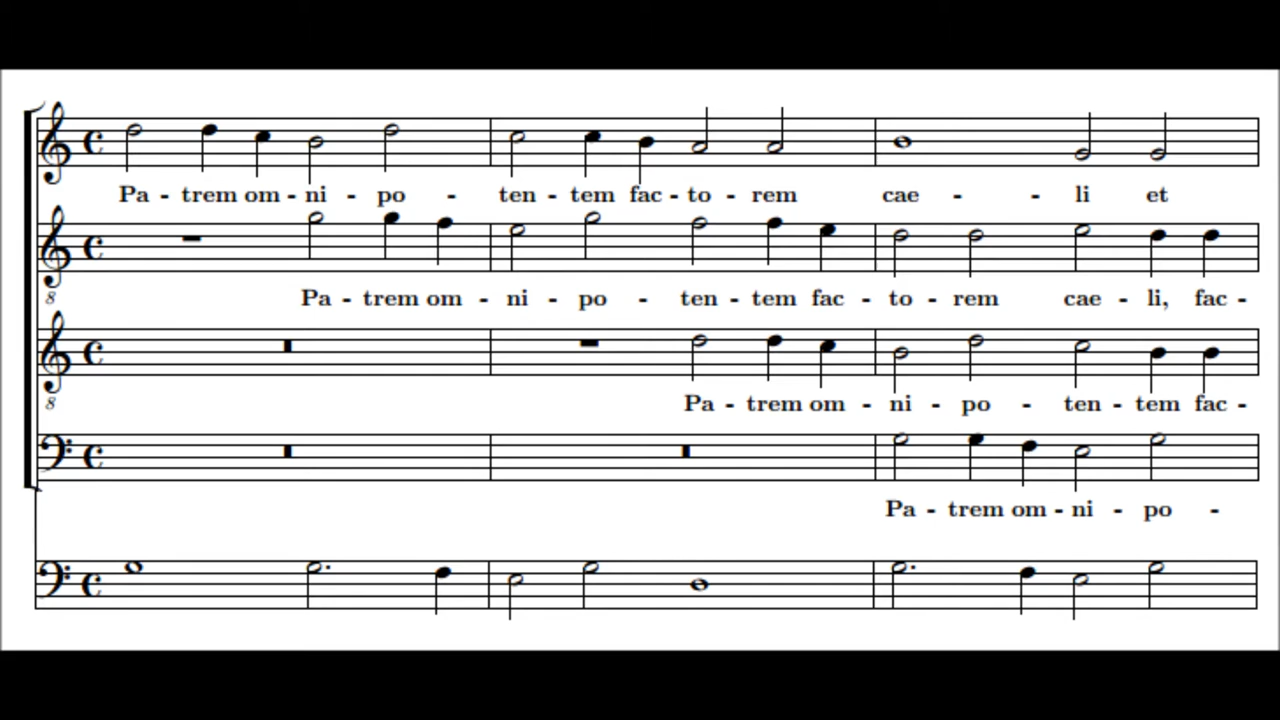 Pa - trem om - ni - po - ten - tem fac - to - rem cae - - li et
Pa - trem om - ni - po - ten - tem fac - to - rem cae - li, fac -
8
Pa - trem om - ni - po - ten - tem fac -
8
Pa - trem om - ni - po -